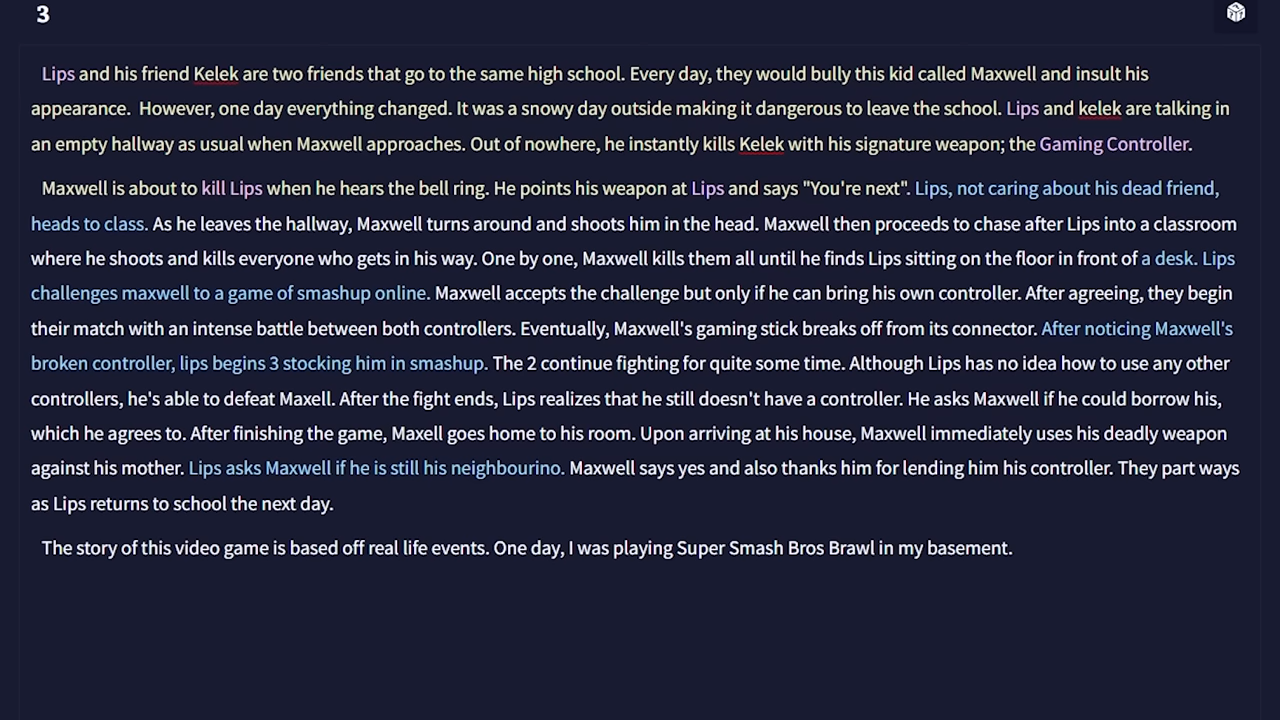 3
Lips and his friend Kelek are two friends that go to the same high school. Every day, they would bully this kid called Maxwell and insult his
appearance.  However, one day everything changed. It was a snowy day outside making it dangerous to leave the school. Lips and kelek are talking in
an empty hallway as usual when Maxwell approaches. Out of nowhere, he instantly kills Kelek with his signature weapon; the Gaming Controller.
Maxwell is about to kill Lips when he hears the bell ring. He points his weapon at Lips and says "You're next". Lips, not caring about his dead friend,
heads to class. As he leaves the hallway, Maxwell turns around and shoots him in the head. Maxwell then proceeds to chase after Lips into a classroom
where he shoots and kills everyone who gets in his way. One by one, Maxwell kills them all until he finds Lips sitting on the floor in front of a desk. Lips
challenges maxwell to a game of smashup online. Maxwell accepts the challenge but only if he can bring his own controller. After agreeing, they begin
their match with an intense battle between both controllers. Eventually, Maxwell's gaming stick breaks off from its connector. After noticing Maxwell's
broken controller, lips begins 3 stocking him in smashup. The 2 continue fighting for quite some time. Although Lips has no idea how to use any other
controllers, he's able to defeat Maxell. After the fight ends, Lips realizes that he still doesn't have a controller. He asks Maxwell if he could borrow his,
which he agrees to. After finishing the game, Maxell goes home to his room. Upon arriving at his house, Maxwell immediately uses his deadly weapon
against his mother. Lips asks Maxwell if he is still his neighbourino. Maxwell says yes and also thanks him for lending him his controller. They part ways
as Lips returns to school the next day.
The story of this video game is based off real life events. One day, I was playing Super Smash Bros Brawl in my basement.